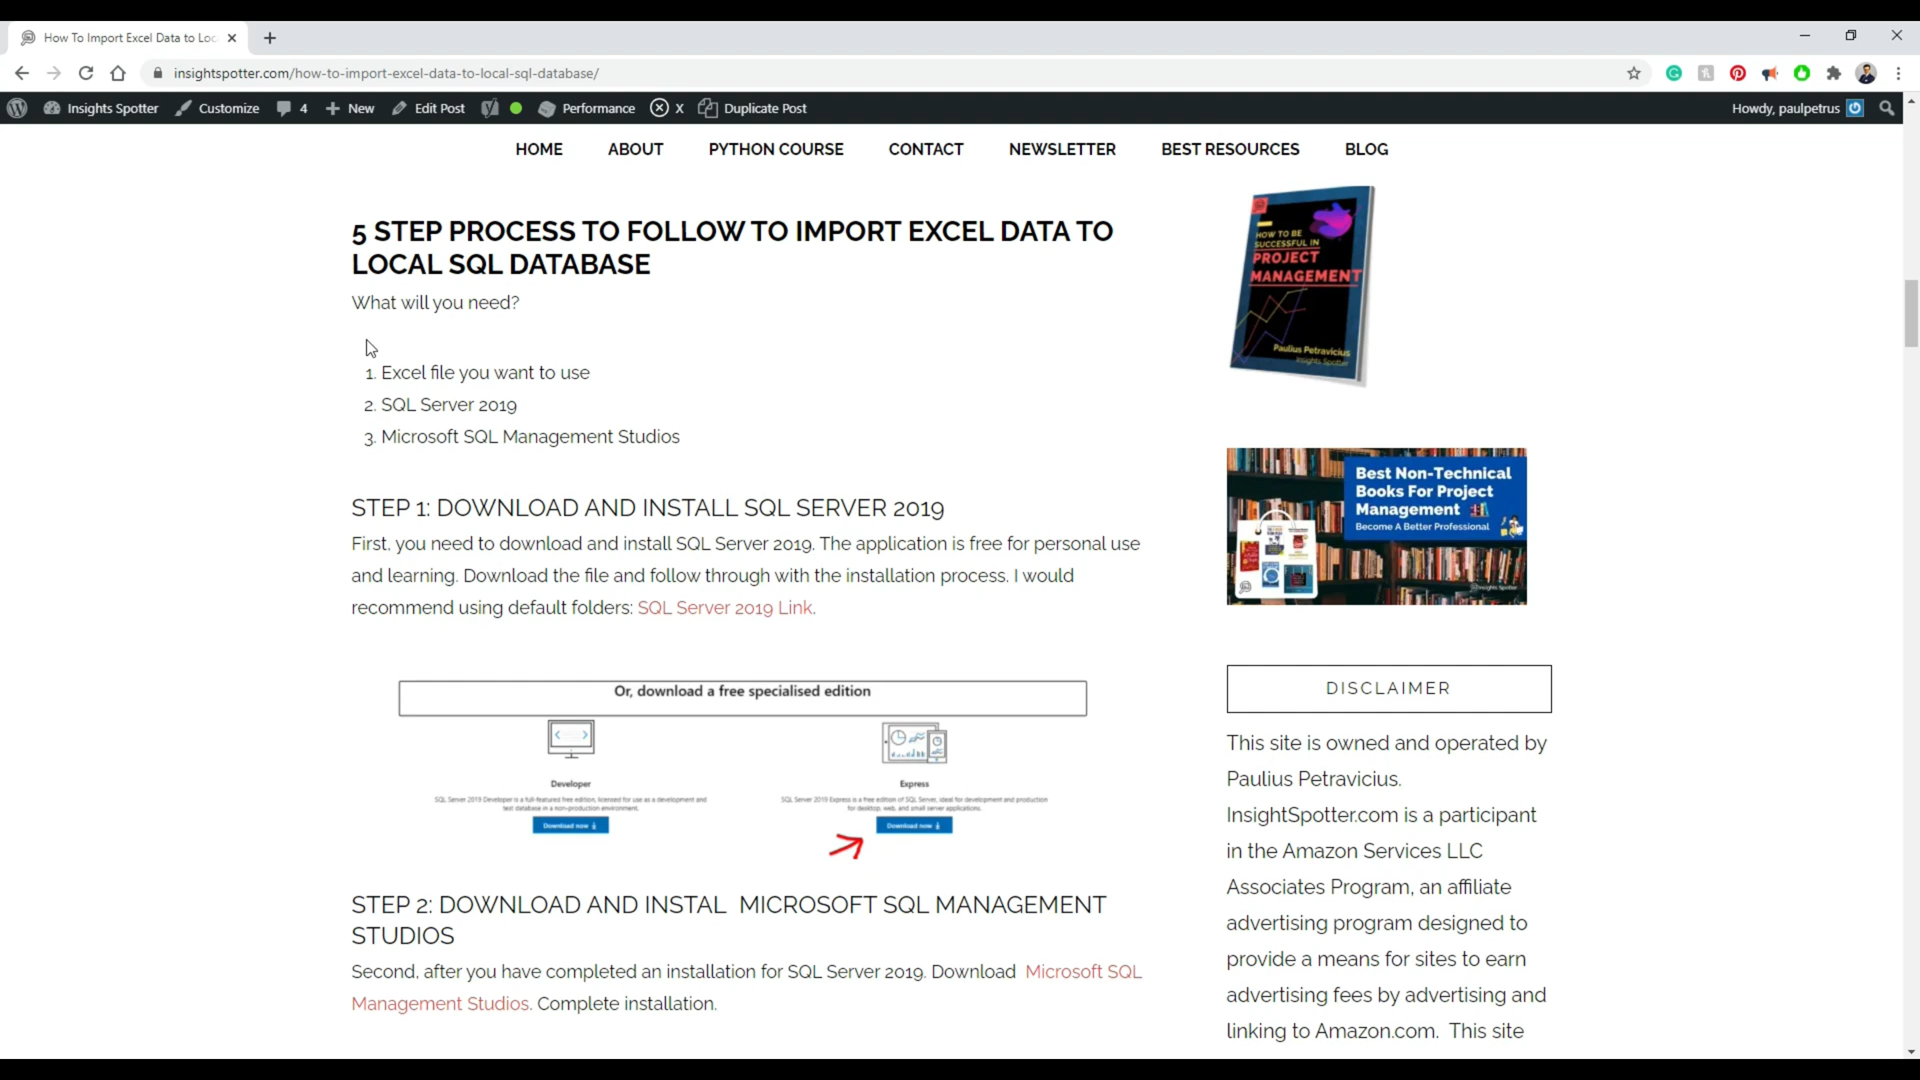 How To Import Excel Data to Loc
insightspotter.com/how-to-import-excel-data-to-local-sql-database/
Insights Spotter Customize 4 New Edit Post Performance X Duplicate Post Howdy, paulpetrus
HOME ABOUT PYTHON COURSE CONTACT NEWSLETTER BEST RESOURCES BLOG
5 STEP PROCESS TO FOLLOW TO IMPORT EXCEL DATA TO
LOCAL SQL DATABASE
What will you need?
1. Excel file you want to use
2. SQL Server 2019
3. Microsoft SQL Management Studios
STEP 1: DOWNLOAD AND INSTALL SQL SERVER 2019
First, you need to download and install SQL Server 2019. The application is free for personal use
and learning. Download the file and follow through with the installation process. I would
recommend using default folders: SQL Server 2019 Link.
Or, download a free specialised edition
Developer
SQL Server 2019 Developer is a full-featured free edition, licensed for use as a development and
test database in a non-production environment.
Download now
Express
SQL Server 2019 Express is a free edition of SQL Server, ideal for development and production
for desktop, web, and small server applications.
Download now
STEP 2: DOWNLOAD AND INSTAL MICROSOFT SQL MANAGEMENT
STUDIOS
Second, after you have completed an installation for SQL Server 2019. Download Microsoft SQL
Management Studios. Complete installation.
HOW TO BE
SUCCESSFUL IN
PROJECT
MANAGEMENT
Paulius Petravicius
Insights Spotter
Best Non-Technical
Books For Project
Management
Become A Better Professional
Insights Spotter
DISCLAIMER
This site is owned and operated by
Paulius Petravicius.
InsightSpotter.com is a participant
in the Amazon Services LLC
Associates Program, an affiliate
advertising program designed to
provide a means for sites to earn
advertising fees by advertising and
linking to Amazon.com. This site